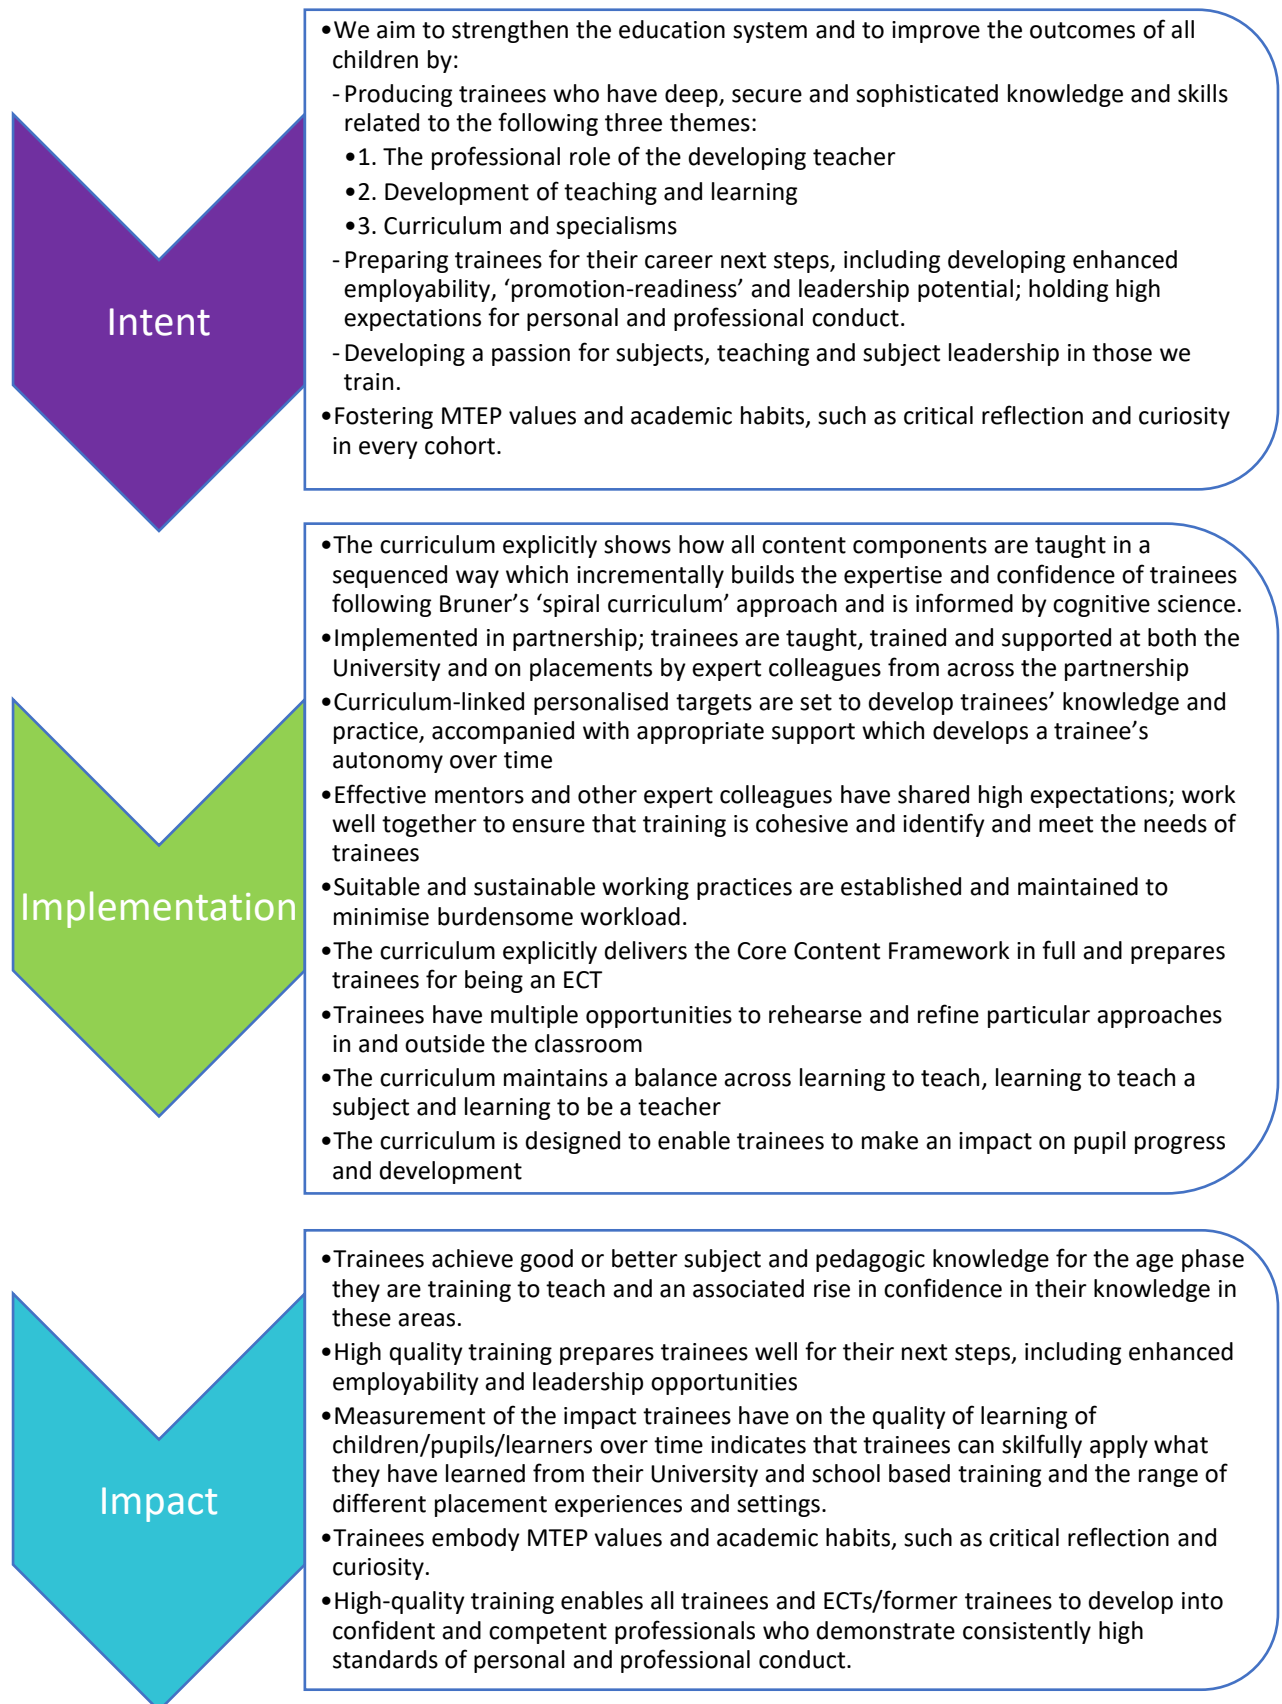 Intent
•We aim to strengthen the education system and to improve the outcomes of all
children by:
-Producing trainees who have deep, secure and sophisticated knowledge and skills
related to the following three themes:
•1. The professional role of the developing teacher
•2. Development of teaching and learning
•3. Curriculum and specialisms
-Preparing trainees for their career next steps, including developing enhanced
employability, ‘promotion-readiness’ and leadership potential; holding high
expectations for personal and professional conduct.
-Developing a passion for subjects, teaching and subject leadership in those we
train.
•Fostering MTEP values and academic habits, such as critical reflection and curiosity
in every cohort.
Implementation
•The curriculum explicitly shows how all content components are taught in a
sequenced way which incrementally builds the expertise and confidence of trainees
following Bruner’s ‘spiral curriculum’ approach and is informed by cognitive science.
•Implemented in partnership; trainees are taught, trained and supported at both the
University and on placements by expert colleagues from across the partnership
•Curriculum-linked personalised targets are set to develop trainees’ knowledge and
practice, accompanied with appropriate support which develops a trainee’s
autonomy over time
•Effective mentors and other expert colleagues have shared high expectations; work
well together to ensure that training is cohesive and identify and meet the needs of
trainees
•Suitable and sustainable working practices are established and maintained to
minimise burdensome workload.
•The curriculum explicitly delivers the Core Content Framework in full and prepares
trainees for being an ECT
•Trainees have multiple opportunities to rehearse and refine particular approaches
in and outside the classroom
•The curriculum maintains a balance across learning to teach, learning to teach a
subject and learning to be a teacher
•The curriculum is designed to enable trainees to make an impact on pupil progress
and development
Impact
•Trainees achieve good or better subject and pedagogic knowledge for the age phase
they are training to teach and an associated rise in confidence in their knowledge in
these areas.
•High quality training prepares trainees well for their next steps, including enhanced
employability and leadership opportunities
•Measurement of the impact trainees have on the quality of learning of
children/pupils/learners over time indicates that trainees can skilfully apply what
they have learned from their University and school based training and the range of
different placement experiences and settings.
•Trainees embody MTEP values and academic habits, such as critical reflection and
curiosity.
•High-quality training enables all trainees and ECTs/former trainees to develop into
confident and competent professionals who demonstrate consistently high
standards of personal and professional conduct.